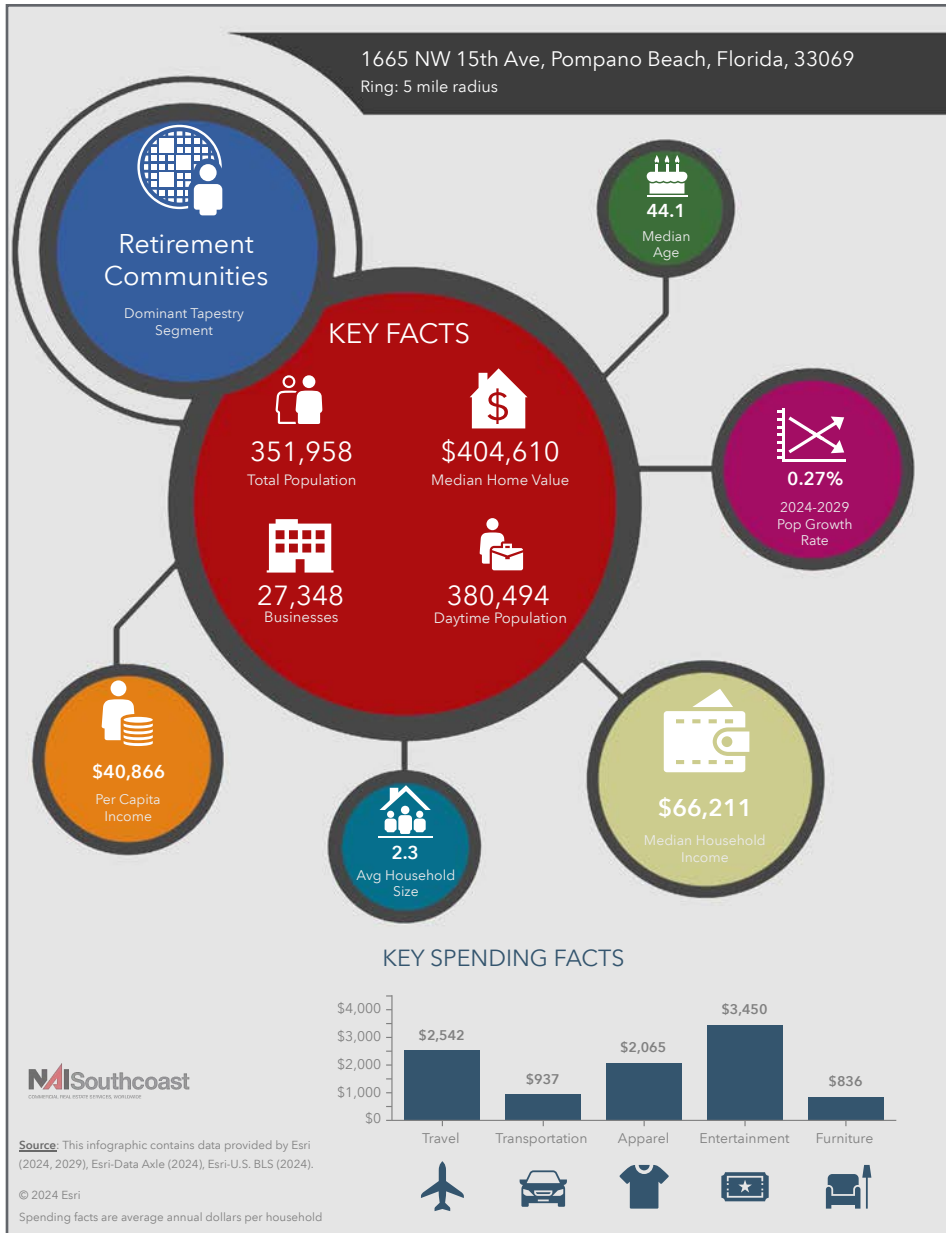 1665 NW 15th Ave, Pompano Beach, Florida, 33069
Ring: 5 mile radius
Retirement
Communities
Dominant Tapestry
Segment
44.1
Median
Age
KEY FACTS
351,958
Total Population
$404,610
Median Home Value
27,348
Businesses
380,494
Daytime Population
0.27%
2024-2029
Pop Growth
Rate
$40,866
Per Capita
Income
2.3
Avg Household
Size
$66,211
Median Household
Income
KEY SPENDING FACTS
$4,000
$3,000
$2,000
$1,000
$0
$2,542
$937
$2,065
$3,450
$836
Travel
Transportation
Apparel
Entertainment
Furniture
NAISouthcoast
COMMERCIAL REAL ESTATE SERVICES, WORLDWIDE
Source: This infographic contains data provided by Esri
(2024, 2029), Esri-Data Axle (2024), Esri-U.S. BLS (2024).
© 2024 Esri
Spending facts are average annual dollars per household